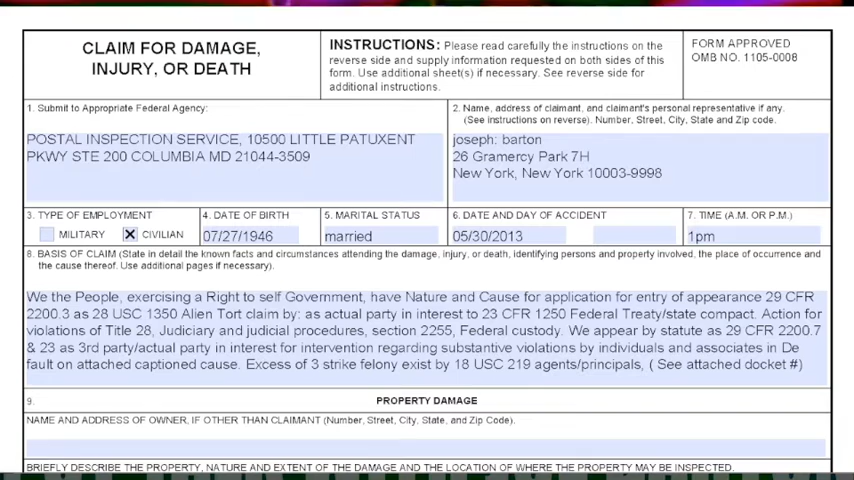 CLAIM FOR DAMAGE,
INJURY, OR DEATH
INSTRUCTIONS: Please read carefully the instructions on the
reverse side and supply information requested on both sides of this
form. Use additional sheet(s) if necessary. See reverse side for
additional instructions.
FORM APPROVED
OMB NO. 1105-0008
1. Submit to Appropriate Federal Agency:
POSTAL INSPECTION SERVICE, 10500 LITTLE PATUXENT
PKWY STE 200 COLUMBIA MD 21044-3509
2. Name, address of claimant, and claimant's personal representative if any.
(See instructions on reverse). Number, Street, City, State and Zip code.
joseph: barton
26 Gramercy Park 7H
New York, New York 10003-9998
3. TYPE OF EMPLOYMENT
MILITARY X CIVILIAN
4. DATE OF BIRTH
07/27/1946
5. MARITAL STATUS
married
6. DATE AND DAY OF ACCIDENT
05/30/2013
7. TIME (A.M. OR P.M.)
1pm
8. BASIS OF CLAIM (State in detail the known facts and circumstances attending the damage, injury, or death, identifying persons and property involved, the place of occurrence and
the cause thereof. Use additional pages if necessary).
We the People, exercising a Right to self Government, have Nature and Cause for application for entry of appearance 29 CFR
2200.3 as 28 USC 1350 Alien Tort claim by: as actual party in interest to 23 CFR 1250 Federal Treaty/state compact. Action for
violations of Title 28, Judiciary and judicial procedures, section 2255, Federal custody. We appear by statute as 29 CFR 2200.7
& 23 as 3rd party/actual party in interest for intervention regarding substantive violations by individuals and associates in De
fault on attached captioned cause. Excess of 3 strike felony exist by 18 USC 219 agents/principals, ( See attached docket #)
9.
PROPERTY DAMAGE
NAME AND ADDRESS OF OWNER, IF OTHER THAN CLAIMANT (Number, Street, City, State, and Zip Code).
BRIEFLY DESCRIBE THE PROPERTY, NATURE AND EXTENT OF THE DAMAGE AND THE LOCATION OF WHERE THE PROPERTY MAY BE INSPECTED.